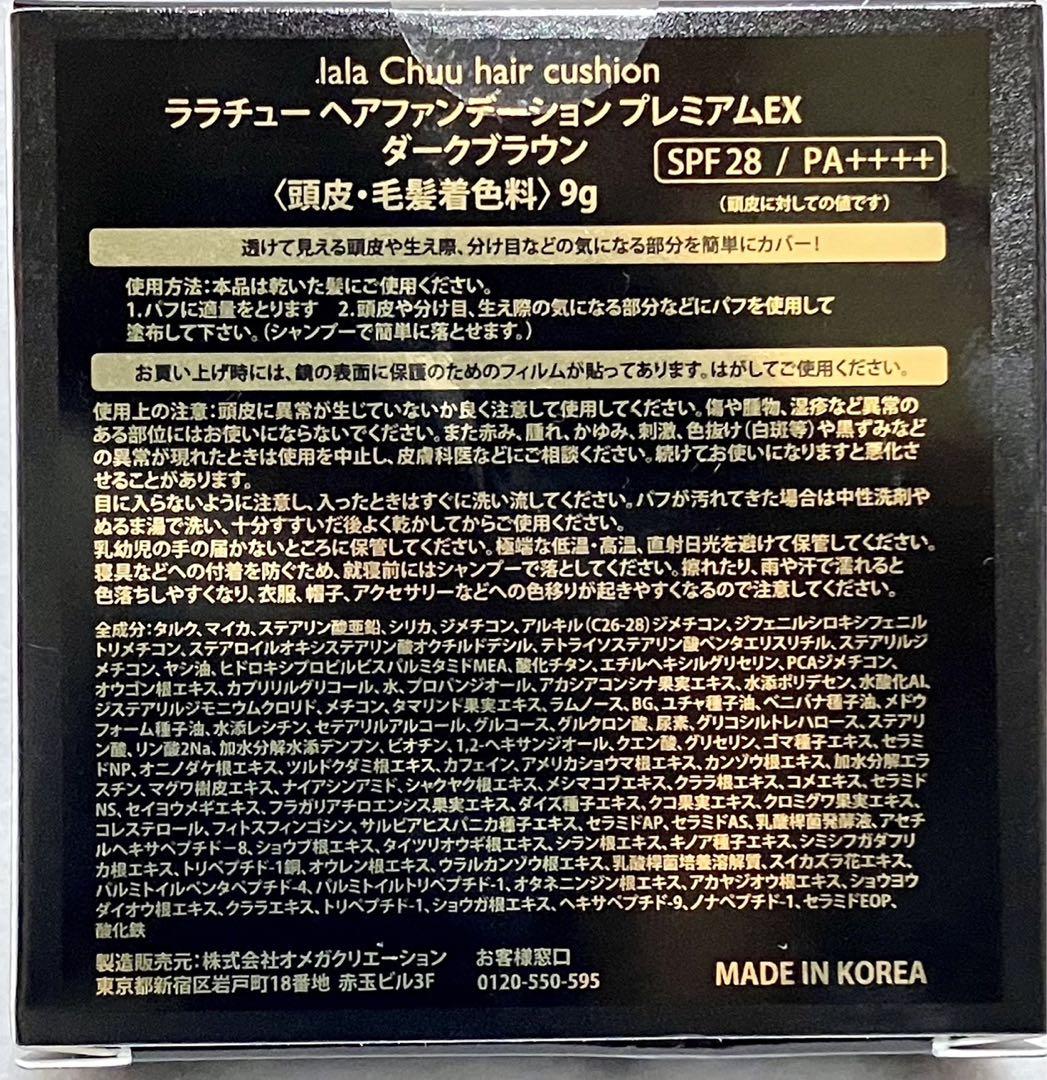 lala Chuu hair cushion
ララチュー ヘアファンデーション プレミアムEX
ダークブラウン
SPF28 / PA++++
〈頭皮・毛髪着色料〉9g
(頭皮に対しての値です)
透けて見える頭皮や生え際、分け目などの気になる部分を簡単にカバー!
使用方法:本品は乾いた髪にご使用ください。
1.パフに適量をとります 2.頭皮や分け目、生え際の気になる部分などにパフを使用して
塗布して下さい。(シャンプーで簡単に落とせます。)
お買い上げ時には、鏡の表面に保護のためのフィルムが貼ってあります。はがしてご使用ください。
使用上の注意:頭皮に異常が生じていないか良く注意して使用してください。傷や腫物、湿疹など異常の
ある部位にはお使いにならないでください。また赤み、腫れ、かゆみ、刺激、色抜け(白斑等)や黒ずみなど
の異常が現れたときは使用を中止し、皮膚科医などにご相談ください。続けてお使いになりますと悪化さ
せることがあります。
目に入らないように注意し、入ったときはすぐに洗い流してください。パフが汚れてきた場合は中性洗剤や
ぬるま湯で洗い、十分すすいだ後よく乾かしてからご使用ください。
乳幼児の手の届かないところに保管してください。極端な低温・高温、直射日光を避けて保管してください。
寝具などへの付着を防ぐため、就寝前にはシャンプーで落としてください。擦れたり、雨や汗で濡れると
色落ちしやすくなり、衣服、帽子、アクセサリーなどへの色移りが起きやすくなるので注意してください。
全成分:タルク、マイカ、ステアリン酸亜鉛、シリカ、ジメチコン、アルキル(C26-28)ジメチコン、ジフェニルシロキシフェニル
トリメチコン、ステアロイルオキシステアリン酸オクチルドデシル、テトライソステアリン酸ペンタエリスリチル、ステアリルジ
メチコン、ヤシ油、ヒドロキシプロピルビスパルミタミドMEA、酸化チタン、エチルヘキシルグリセリン、PCAジメチコン、
オウゴン根エキス、カプリリルグリコール、水、プロパンジオール、アカシアコンシナ果実エキス、水添ポリデセン、水酸化Al、
ジステアリルジモニウムクロリド、メチコン、タマリンド果実エキス、ラムノース、BG、ユチャ種子油、ベニバナ種子油、メドウ
フォーム種子油、水添レシチン、セテアリルアルコール、グルコース、グルクロン酸、尿素、グリコシルトレハロース、ステアリ
ン酸、リン酸2Na、加水分解水添デンプン、ビオチン、1,2-ヘキサンジオール、クエン酸、グリセリン、ゴマ種子エキス、セラミ
ドNP、オニノダケ根エキス、ツルドクダミ根エキス、カフェイン、アメリカショウマ根エキス、カンゾウ根エキス、加水分解エラ
スチン、マグワ樹皮エキス、ナイアシンアミド、シャクヤク根エキス、メシマコブエキス、クララ根エキス、コメエキス、セラミド
NS、セイヨウメギエキス、フラガリアチロエンシス果実エキス、ダイズ種子エキス、クコ果実エキス、クロミグワ果実エキス、
コレステロール、フィトスフィンゴシン、サルビアヒスパニカ種子エキス、セラミドAP、セラミドAS、乳酸桿菌発酵液、アセチ
ルヘキサペプチド-8、ショウブ根エキス、タイツリオウギ根エキス、シラン根エキス、キノア種子エキス、シミシフガダフリ
カ根エキス、トリペプチド-1銅、オウレン根エキス、ウラルカンゾウ根エキス、乳酸桿菌培養溶解質、スイカズラ花エキス、
パルミトイルペンタペプチド-4、パルミトイルトリペプチド-1、オタネニンジン根エキス、アカヤジオウ根エキス、ショウヨウ
ダイオウ根エキス、クララエキス、トリペプチド-1、ショウガ根エキス、ヘキサペプチド-9、ノナペプチド-1、セラミドEOP、
酸化鉄
製造販売元:株式会社オメガクリエーション お客様窓口
東京都新宿区岩戸町18番地 赤玉ビル3F 0120-550-595
MADE IN KOREA